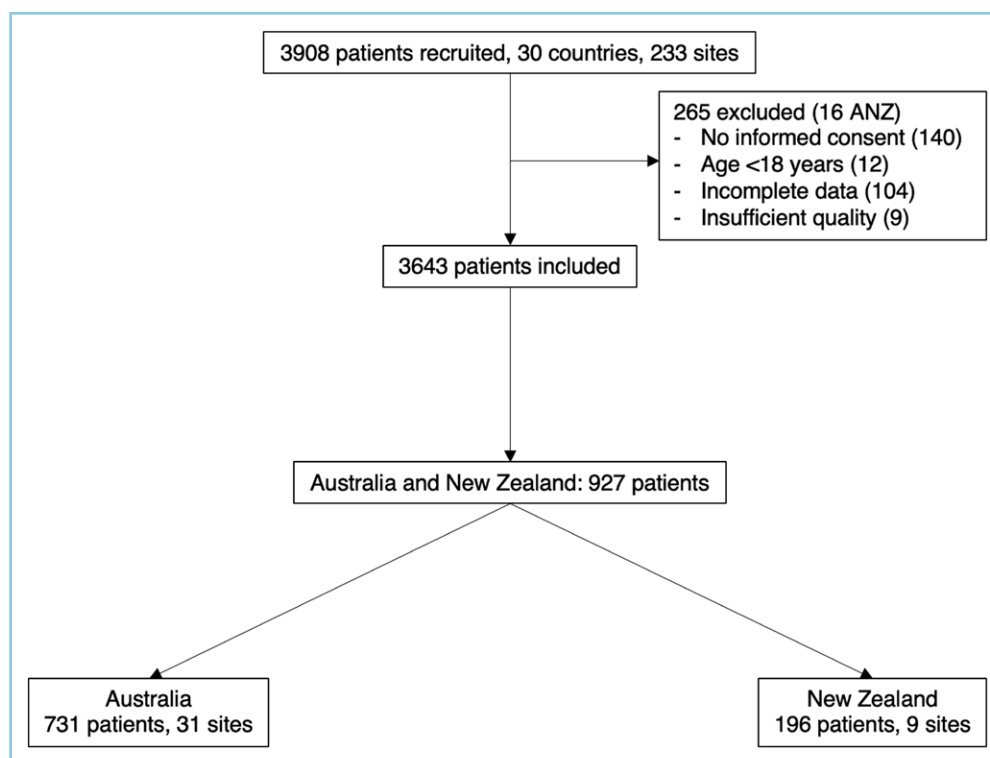 3908 patients recruited, 30 countries, 233 sites
265 excluded (16 ANZ)
- No informed consent (140)
- Age <18 years (12)
- Incomplete data (104)
- Insufficient quality (9)
3643 patients included
Australia and New Zealand: 927 patients
Australia
731 patients, 31 sites
New Zealand
196 patients, 9 sites